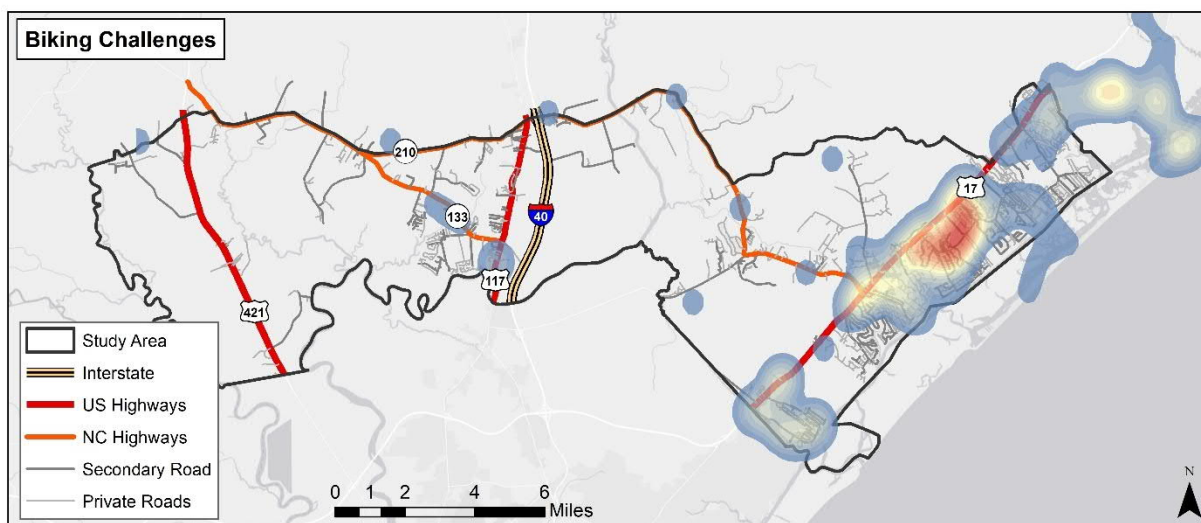 Biking Challenges
210
133
40
117
421
17
Study Area
Interstate
US Highways
NC Highways
Secondary Road
Private Roads
0 1 2 4 6
Miles
N